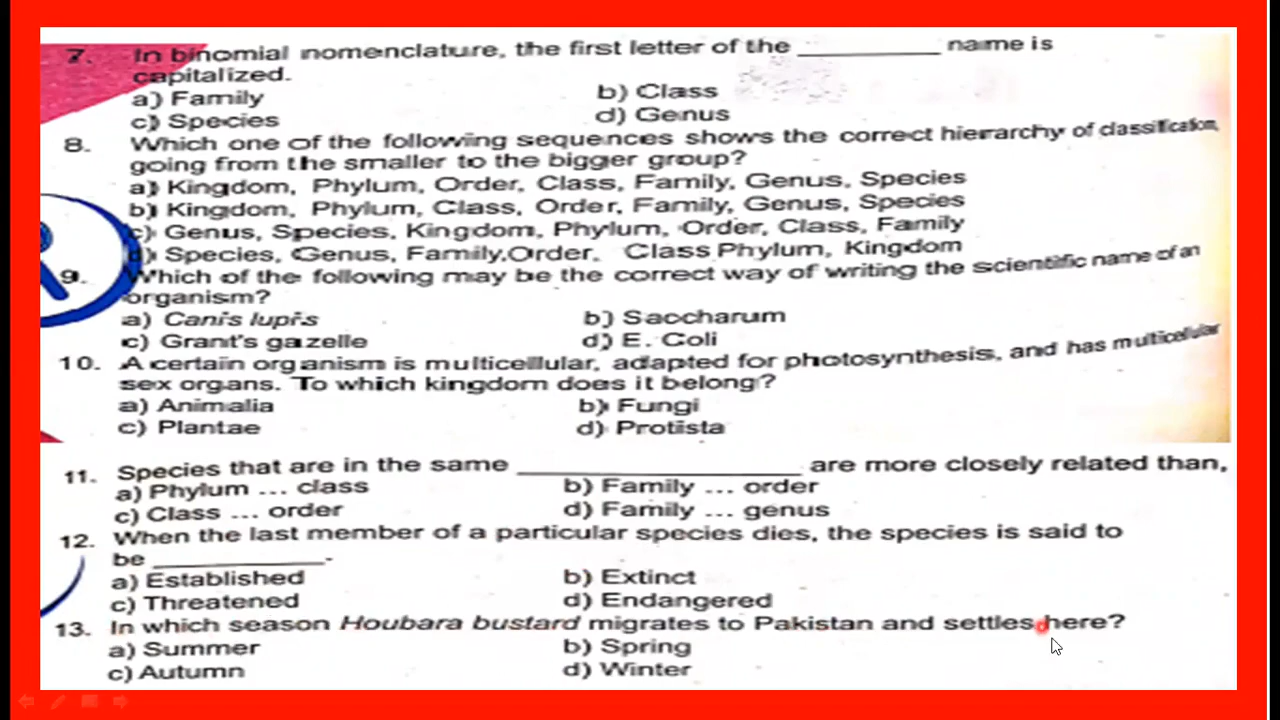 7. In binomial nomenclature, the first letter of the __________ name is
capitalized.
a) Family b) Class
c) Species d) Genus
8. Which one of the following sequences shows the correct hierarchy of classification,
going from the smaller to the bigger group?
a) Kingdom, Phylum, Order, Class, Family, Genus, Species
b) Kingdom, Phylum, Class, Order, Family, Genus, Species
c) Genus, Species, Kingdom, Phylum, Order, Class, Family
d) Species, Genus, Family.Order, Class Phylum, Kingdom
9. Which of the following may be the correct way of writing the scientific name of an
organism?
a) Canis lupis b) Saccharum
c) Grant's gazelle d) E. Coli
10. A certain organism is multicellular, adapted for photosynthesis, and has multicellular
sex organs. To which kingdom does it belong?
a) Animalia b) Fungi
c) Plantae d) Protista
11. Species that are in the same ____________________ are more closely related than,
a) Phylum ... class b) Family ... order
c) Class ... order d) Family ... genus
12. When the last member of a particular species dies, the species is said to
be ____________.
a) Established b) Extinct
c) Threatened d) Endangered
13. In which season Houbara bustard migrates to Pakistan and settles here?
a) Summer b) Spring
c) Autumn d) Winter